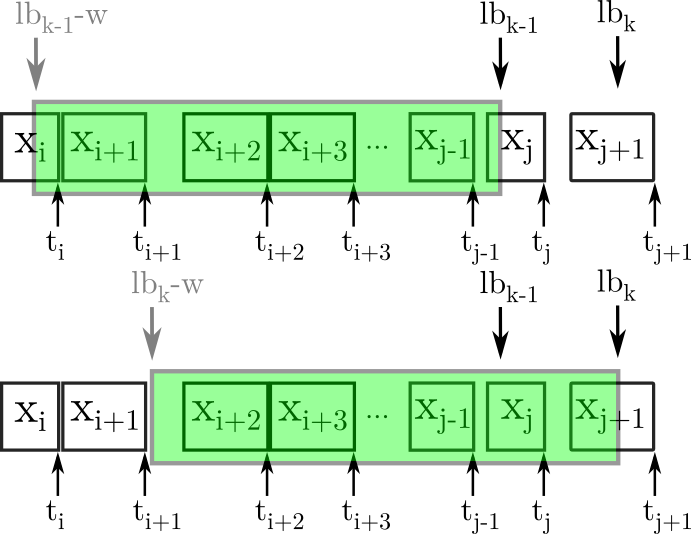 lb_{k-1}-w lb_{k-1} lb_k
x_i x_{i+1} x_{i+2} x_{i+3} ... x_{j-1} x_j x_{j+1}
t_i t_{i+1} t_{i+2} t_{i+3} t_{j-1} t_j t_{j+1}
lb_k-w lb_{k-1} lb_k
x_i x_{i+1} x_{i+2} x_{i+3} ... x_{j-1} x_j x_{j+1}
t_i t_{i+1} t_{i+2} t_{i+3} t_{j-1} t_j t_{j+1}